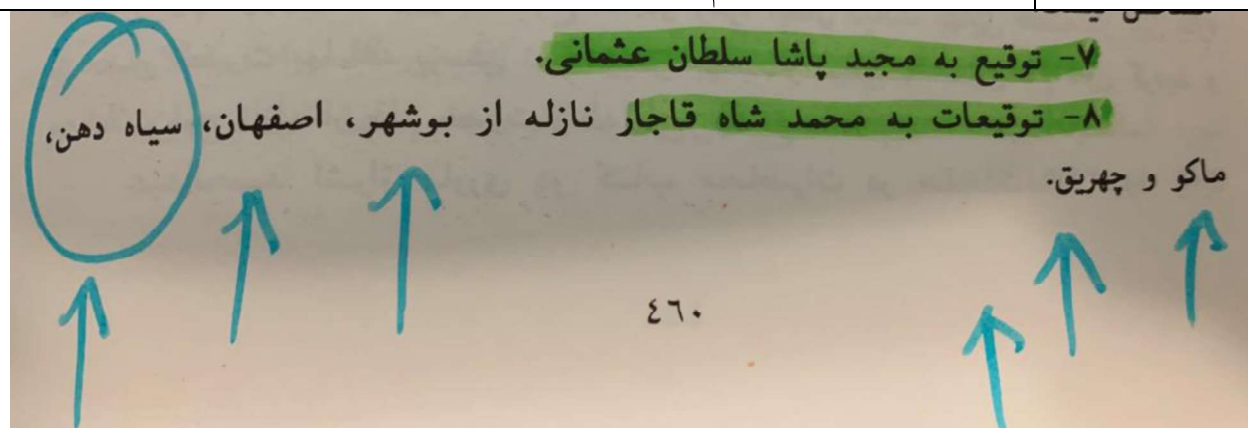 ۷- توقیع به مجید پاشا سلطان عثمانی.
۸- توقیعات به محمد شاه قاجار نازله از بوشهر، اصفهان، سیاه دهن،
ماکو و چهریق.
٤٦٠